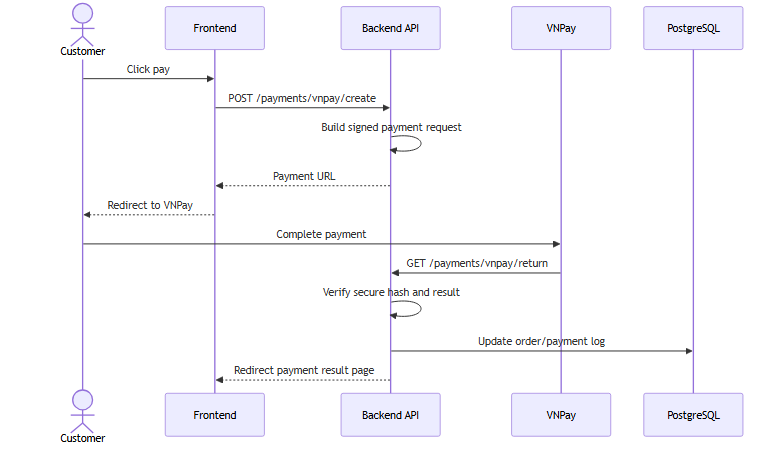 Customer
Frontend
Backend API
VNPay
PostgreSQL
Click pay
POST /payments/vnpay/create
Build signed payment request
Payment URL
Redirect to VNPay
Complete payment
GET /payments/vnpay/return
Verify secure hash and result
Update order/payment log
Redirect payment result page
Customer
Frontend
Backend API
VNPay
PostgreSQL